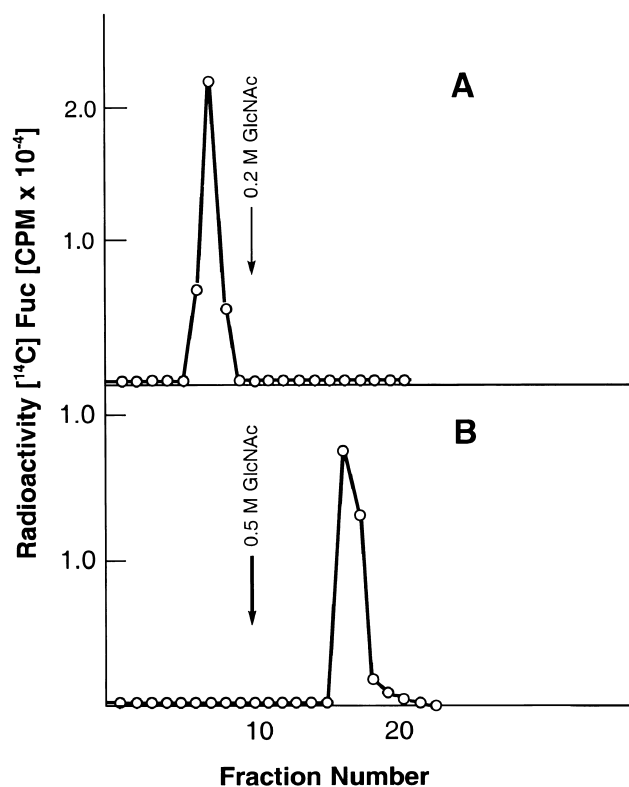 A
2.0
0.2 M GlcNAc
1.0
Radioactivity [¹⁴C] Fuc [CPM x 10⁻⁴]
1.0
B
0.5 M GlcNAc
1.0
10 20
Fraction Number